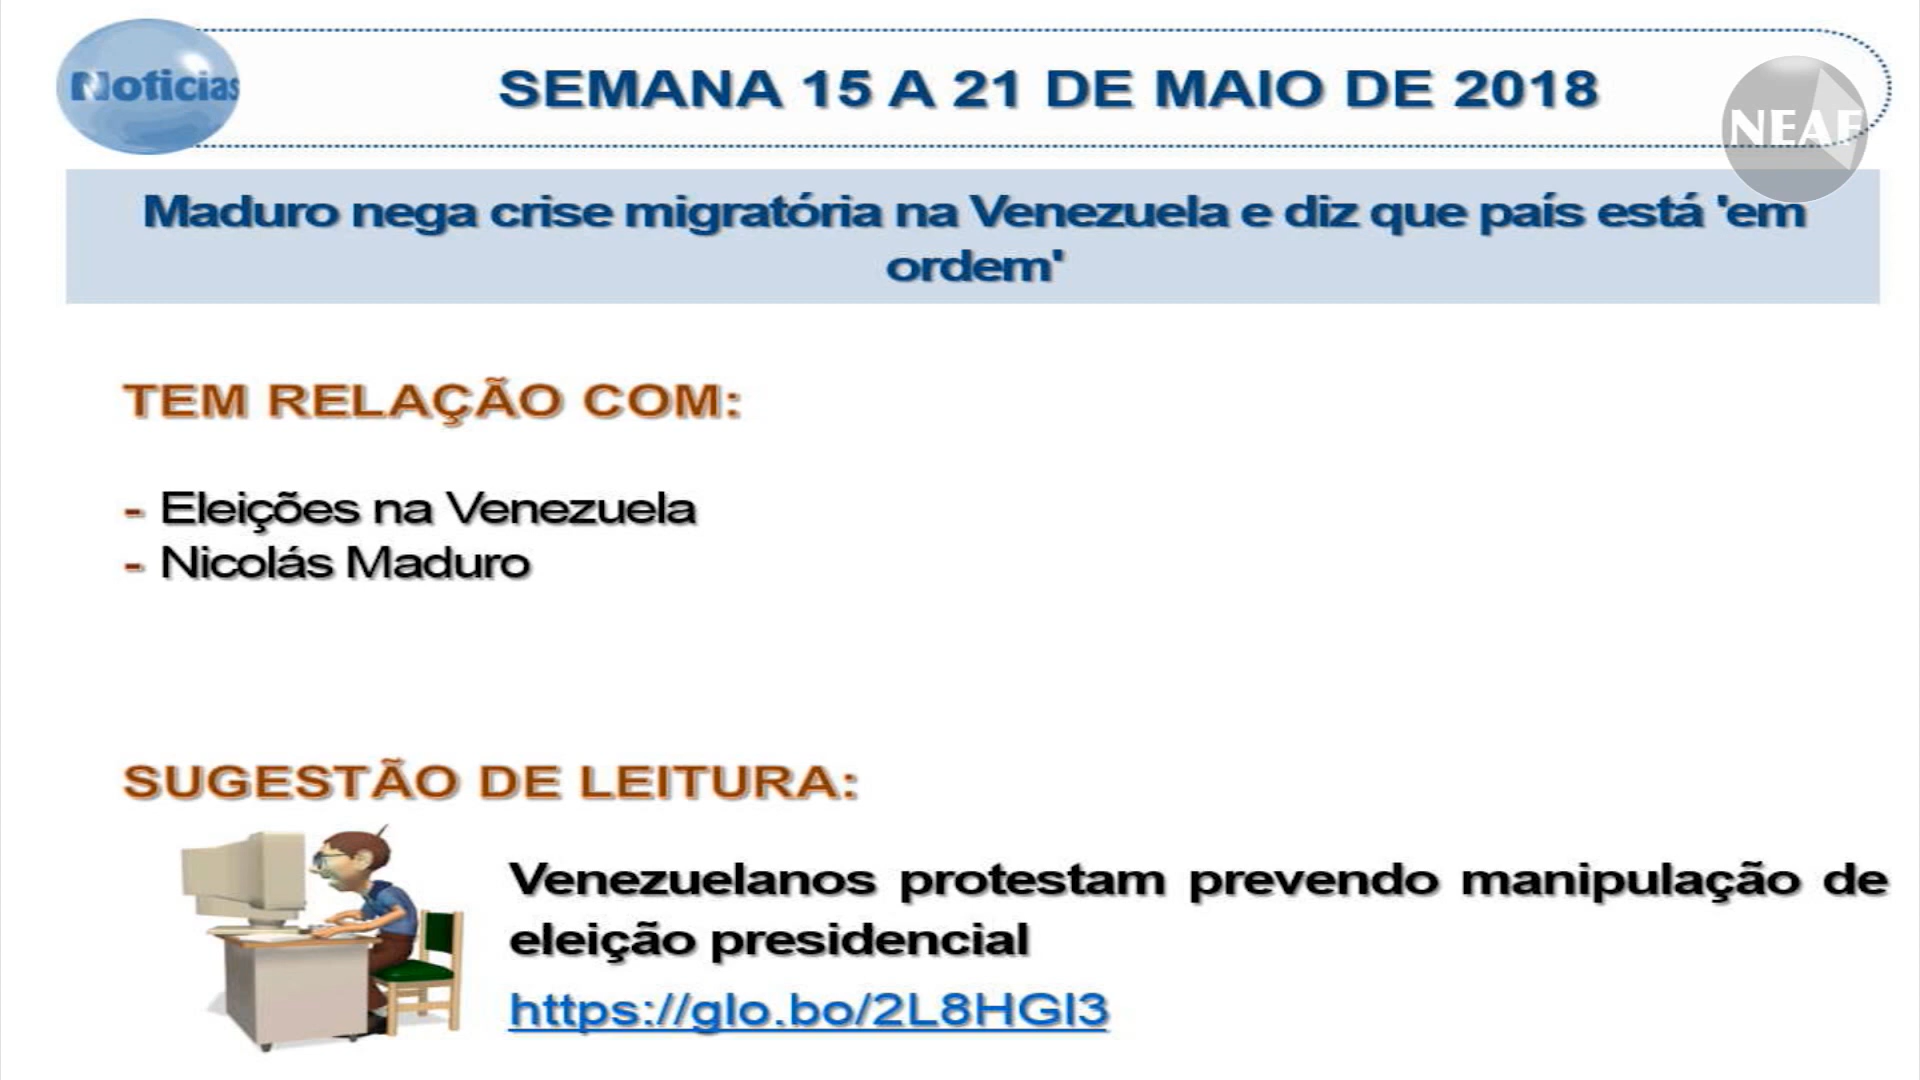 Noticias
SEMANA 15 A 21 DE MAIO DE 2018
NEAF
Maduro nega crise migratória na Venezuela e diz que país está 'em
ordem'
TEM RELAÇÃO COM:
- Eleições na Venezuela
- Nicolás Maduro
SUGESTÃO DE LEITURA:
Venezuelanos protestam prevendo manipulação de
eleição presidencial
https://glo.bo/2L8HGI3